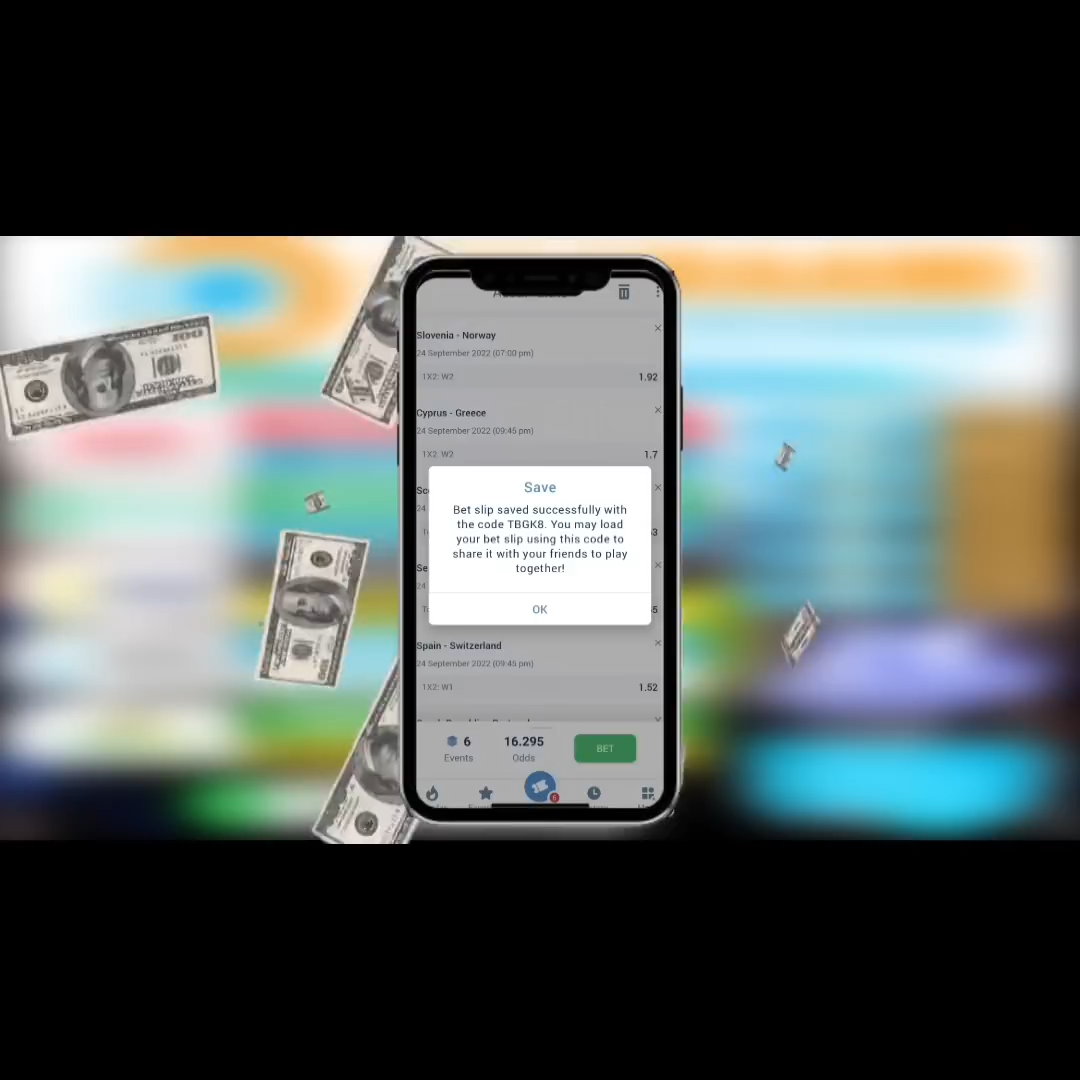 Slovenia - Norway
24 September 2022 (07:00 pm)
1X2: W2
1.92
Cyprus - Greece
24 September 2022 (09:45 pm)
1X2: W2
1.7
Save
Bet slip saved successfully with
the code TBGK8. You may load
your bet slip using this code to
share it with your friends to play
together!
OK
Spain - Switzerland
24 September 2022 (09:45 pm)
1X2: W1
1.52
6
Events
16.295
Odds
BET
6